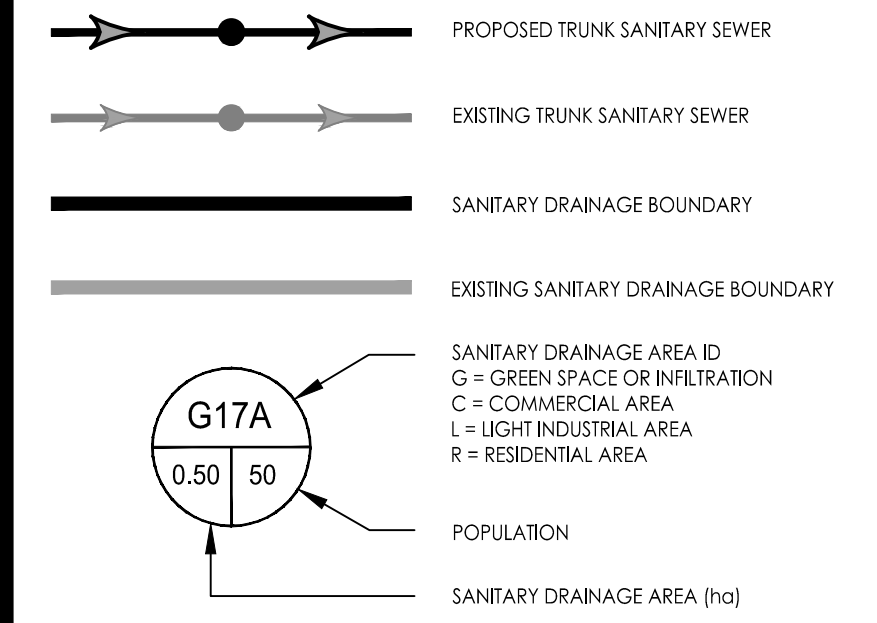 PROPOSED TRUNK SANITARY SEWER
EXISTING TRUNK SANITARY SEWER
SANITARY DRAINAGE BOUNDARY
EXISTING SANITARY DRAINAGE BOUNDARY
SANITARY DRAINAGE AREA ID
G = GREEN SPACE OR INFILTRATION
C = COMMERCIAL AREA
L = LIGHT INDUSTRIAL AREA
R = RESIDENTIAL AREA
G17A
0.50 50
POPULATION
SANITARY DRAINAGE AREA (ha)